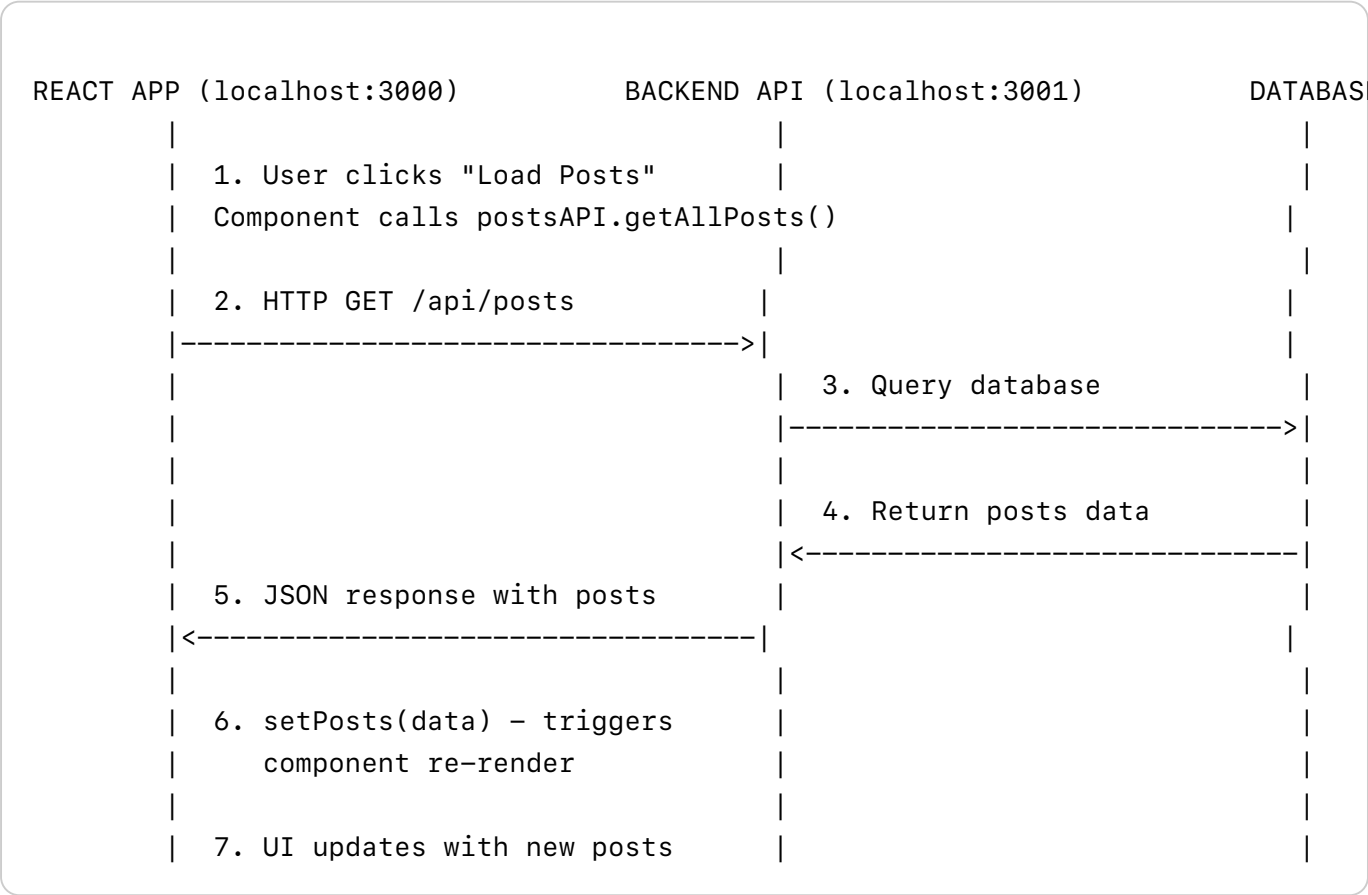 REACT APP (localhost:3000)          BACKEND API (localhost:3001)          DATABAS
        |                                     |                                |
        |  1. User clicks "Load Posts"        |                                |
        |  Component calls postsAPI.getAllPosts()                           |
        |                                     |                                |
        |  2. HTTP GET /api/posts            |                                |
        |---------------------------------->|                                |
        |                                     |  3. Query database             |
        |                                     |------------------------------>|
        |                                     |                                |
        |                                     |  4. Return posts data          |
        |                                     |<------------------------------|
        |  5. JSON response with posts        |                                |
        |<----------------------------------|                                |
        |                                     |                                |
        |  6. setPosts(data) - triggers       |                                |
        |     component re-render             |                                |
        |                                     |                                |
        |  7. UI updates with new posts       |                                |